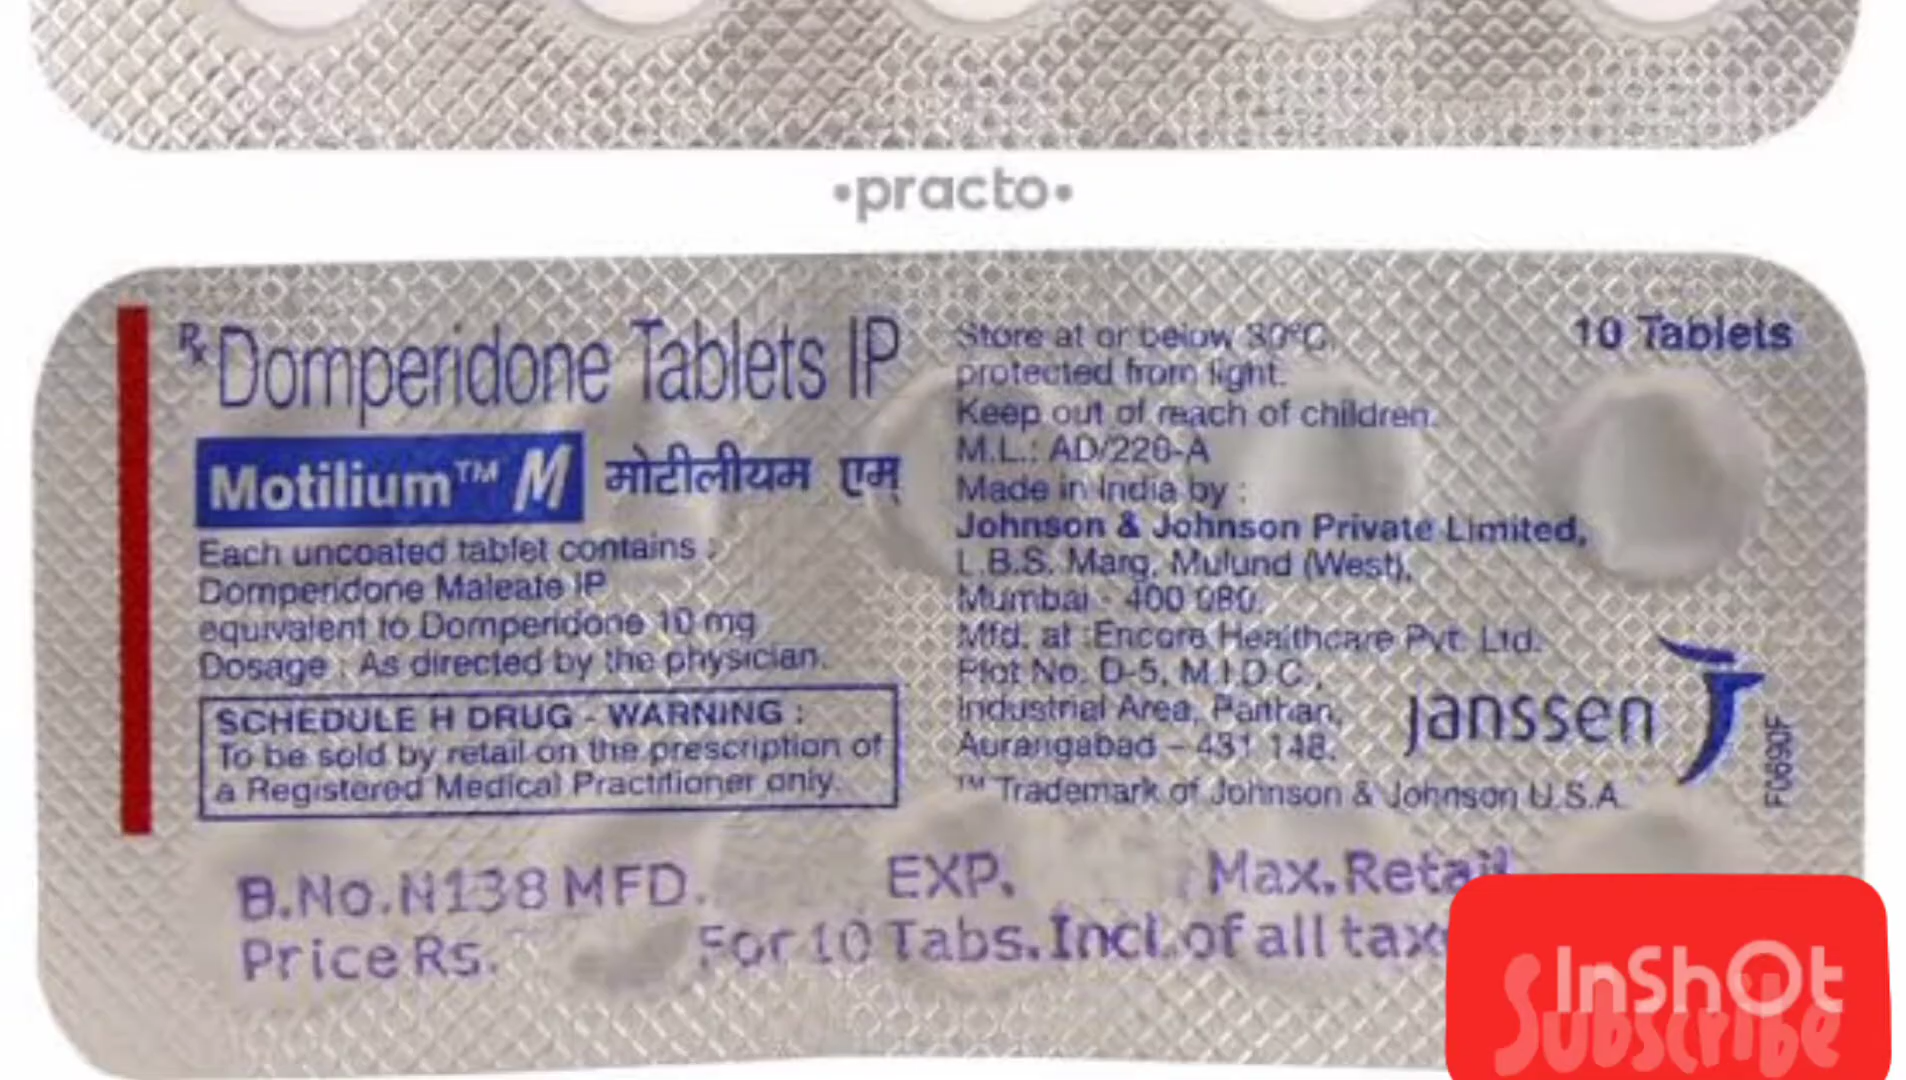 •practo•
Rx Domperidone Tablets IP
Motilium™ M मोटीलीयम एम्
Each uncoated tablet contains :
Domperidone Maleate IP
equivalent to Domperidone 10 mg
Dosage : As directed by the physician.
SCHEDULE H DRUG - WARNING :
To be sold by retail on the prescription of
a Registered Medical Practitioner only.
Store at or below 30°C,
protected from light.
Keep out of reach of children.
M.L.: AD/226-A
Made in India by :
Johnson & Johnson Private Limited,
L.B.S. Marg, Mulund (West),
Mumbai - 400 080.
Mfd. at : Encore Healthcare Pvt. Ltd.
Plot No. D-5, M.I.D.C.,
Industrial Area, Paithan,
Aurangabad – 431 148.
™ Trademark of Johnson & Johnson U.S.A.
10 Tablets
janssen
B.No.N138 MFD. EXP. Max.Retail
Price Rs. For 10 Tabs.Incl.of all tax
InShOt
Subscribe